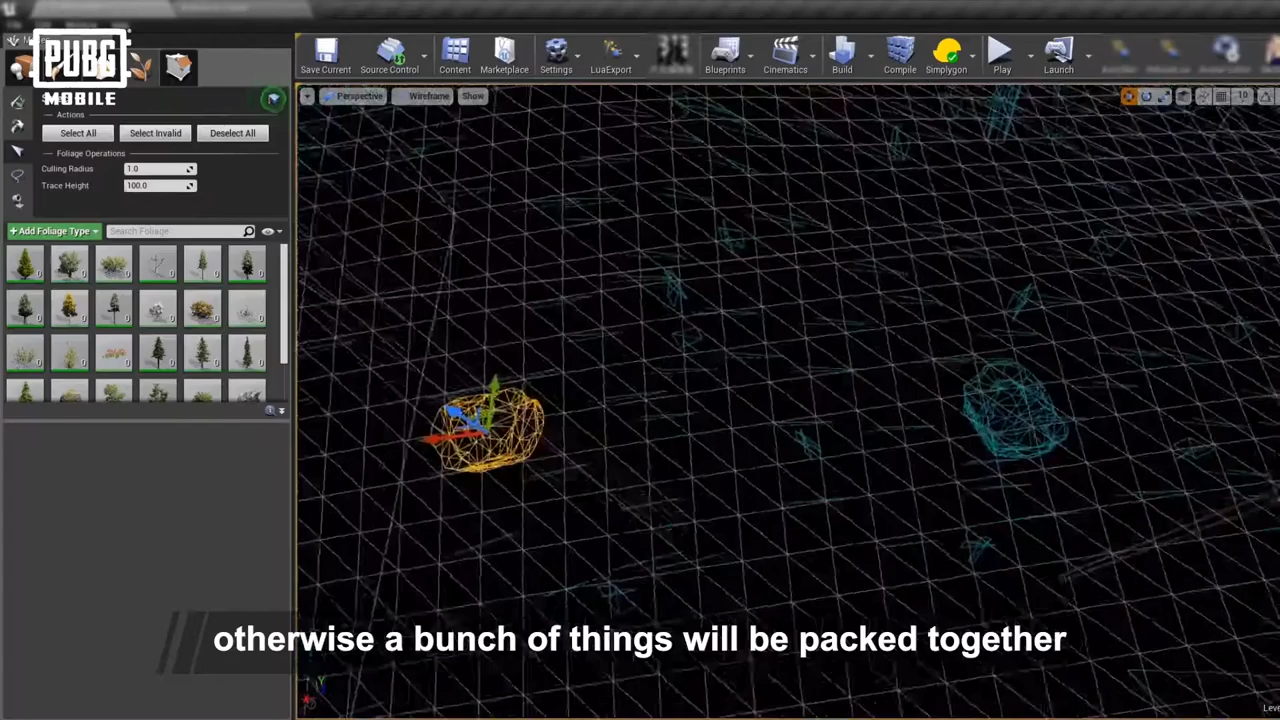 PUBG
MOBILE
Save Current
Source Control
Content
Marketplace
Settings
LuaExport
Blueprints
Cinematics
Build
Compile
Simplygon
Play
Launch
Perspective
Wireframe
Show
10
Actions
Select All
Select Invalid
Deselect All
Foliage Operations
Culling Radius
1.0
Trace Height
100.0
+Add Foliage Type
Search Foliage
otherwise a bunch of things will be packed together
Y